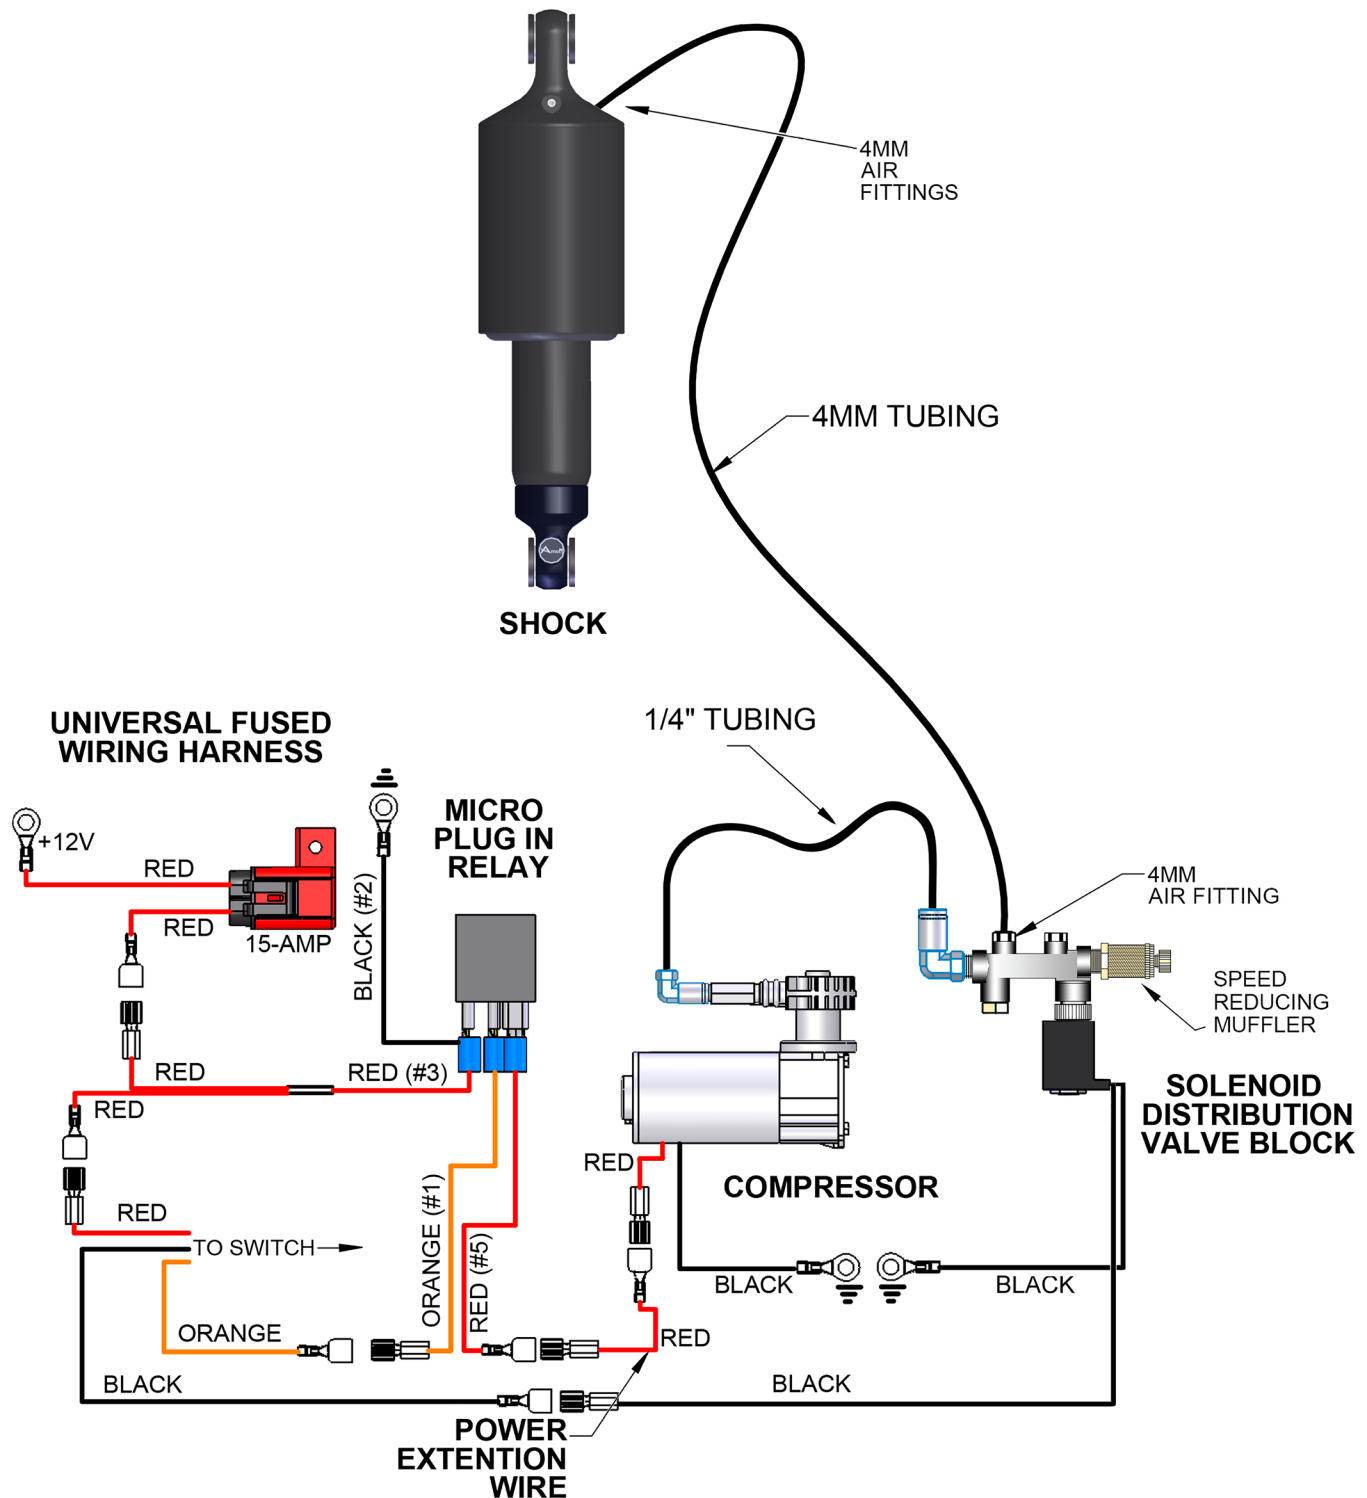 4MM
AIR
FITTINGS
4MM TUBING
SHOCK
UNIVERSAL FUSED
WIRING HARNESS
1/4" TUBING
MICRO
PLUG IN
RELAY
+12V
RED
RED
15-AMP
BLACK (#2)
4MM
AIR FITTING
SPEED
REDUCING
MUFFLER
RED
RED (#3)
RED
SOLENOID
DISTRIBUTION
VALVE BLOCK
RED
COMPRESSOR
RED
TO SWITCH
ORANGE (#1)
RED (#5)
BLACK
BLACK
ORANGE
RED
BLACK
BLACK
POWER
EXTENTION
WIRE